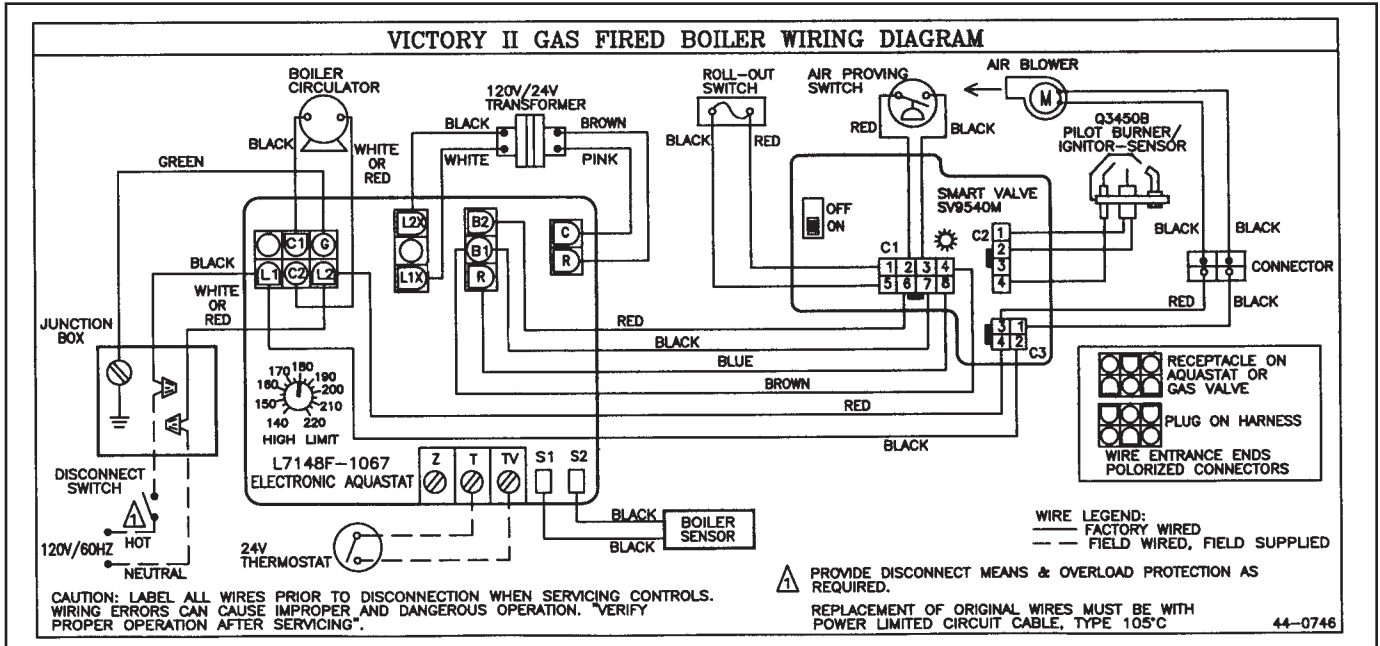 VICTORY II GAS FIRED BOILER WIRING DIAGRAM
BOILER
CIRCULATOR
120V/24V
TRANSFORMER
ROLL-OUT
SWITCH
AIR PROVING
SWITCH
AIR BLOWER
M
Q3450B
PILOT BURNER/
IGNITOR-SENSOR
BLACK
WHITE
OR
RED
GREEN
BLACK
WHITE
BROWN
PINK
BLACK
RED
RED
BLACK
SMART VALVE
SV9540M
OFF
ON
BLACK
BLACK
CONNECTOR
RED
BLACK
C1 G
L1 C2 L2
L2X
L1X
B2
B1
R
C
R
C1
1 2 3 4
5 6 7 8
C2
1
2
3
4
3 1
4 2
C3
BLACK
WHITE
OR
RED
JUNCTION
BOX
RED
BLACK
BLUE
BROWN
RED
BLACK
140 150 160 170 180 190 200 210 220
HIGH LIMIT
L7148F-1067
ELECTRONIC AQUASTAT
Z T TV S1 S2
RECEPTACLE ON
AQUASTAT OR
GAS VALVE
PLUG ON HARNESS
WIRE ENTRANCE ENDS
POLORIZED CONNECTORS
DISCONNECT
SWITCH
1
HOT
120V/60HZ
NEUTRAL
24V
THERMOSTAT
BLACK
BLACK
BOILER
SENSOR
WIRE LEGEND:
FACTORY WIRED
FIELD WIRED, FIELD SUPPLIED
1 PROVIDE DISCONNECT MEANS & OVERLOAD PROTECTION AS
REQUIRED.
CAUTION: LABEL ALL WIRES PRIOR TO DISCONNECTION WHEN SERVICING CONTROLS.
WIRING ERRORS CAN CAUSE IMPROPER AND DANGEROUS OPERATION. "VERIFY
PROPER OPERATION AFTER SERVICING".
REPLACEMENT OF ORIGINAL WIRES MUST BE WITH
POWER LIMITED CIRCUIT CABLE, TYPE 105°C
44-0746